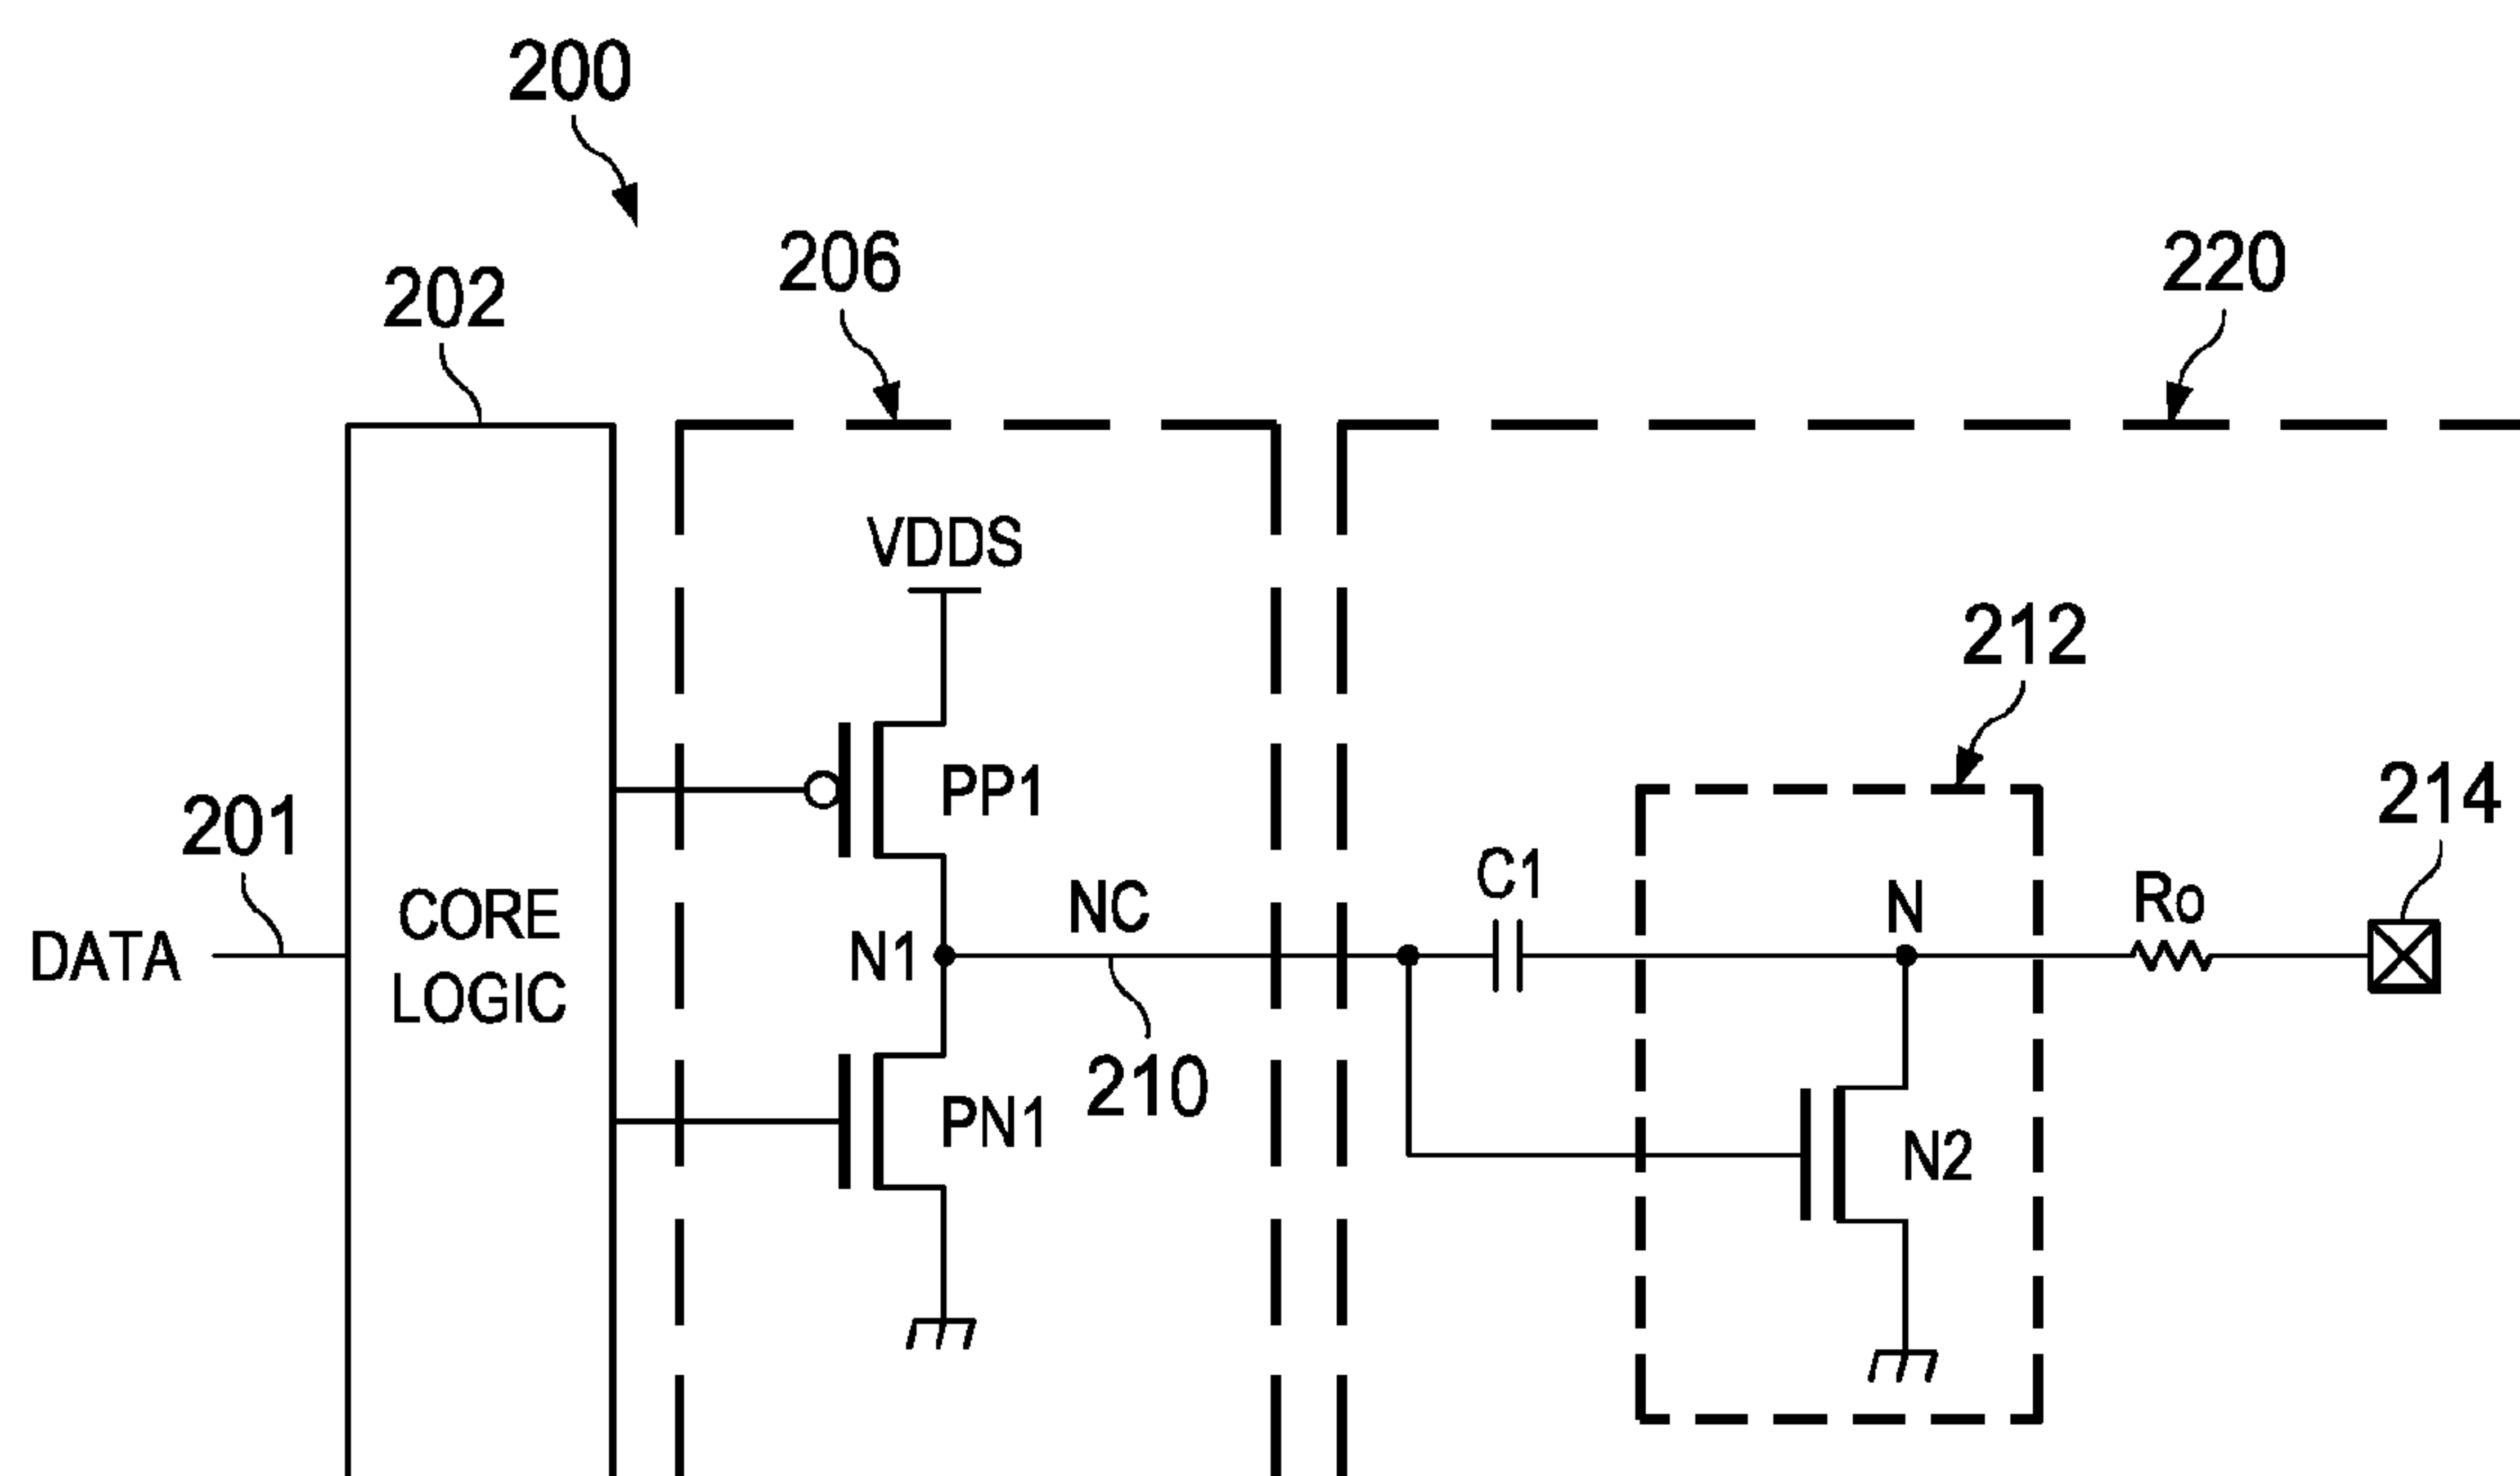 200
206
220
202
VDDS
212
PP1
214
201
C1
CORE
LOGIC
NC
N
Ro
DATA
N1
210
PN1
N2